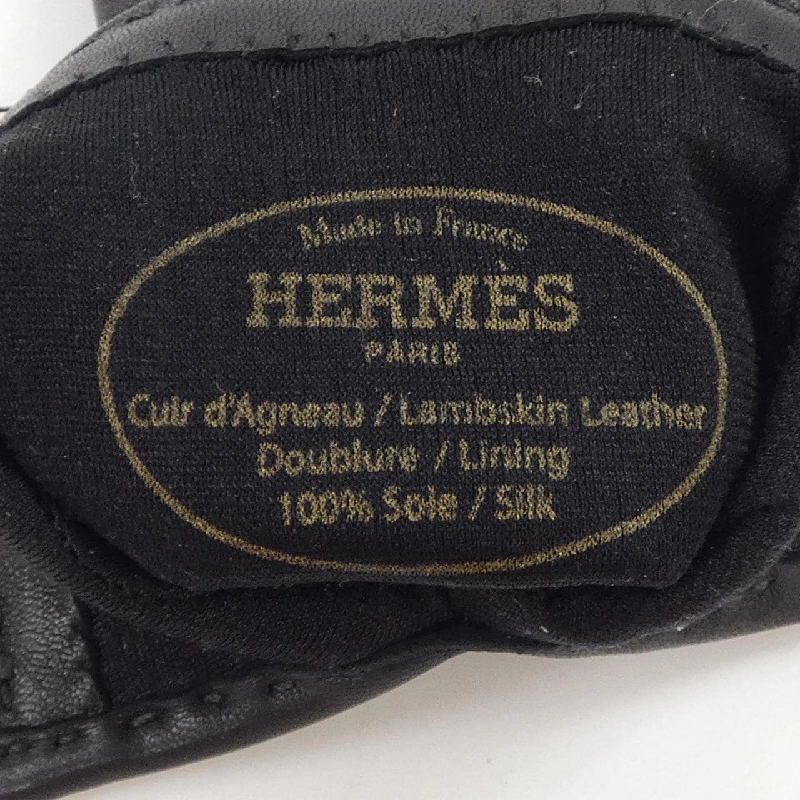 Made in France
HERMÈS
PARIS
Cuir d'Agneau / Lambskin Leather
Doublure / Lining
100% Soie / Silk